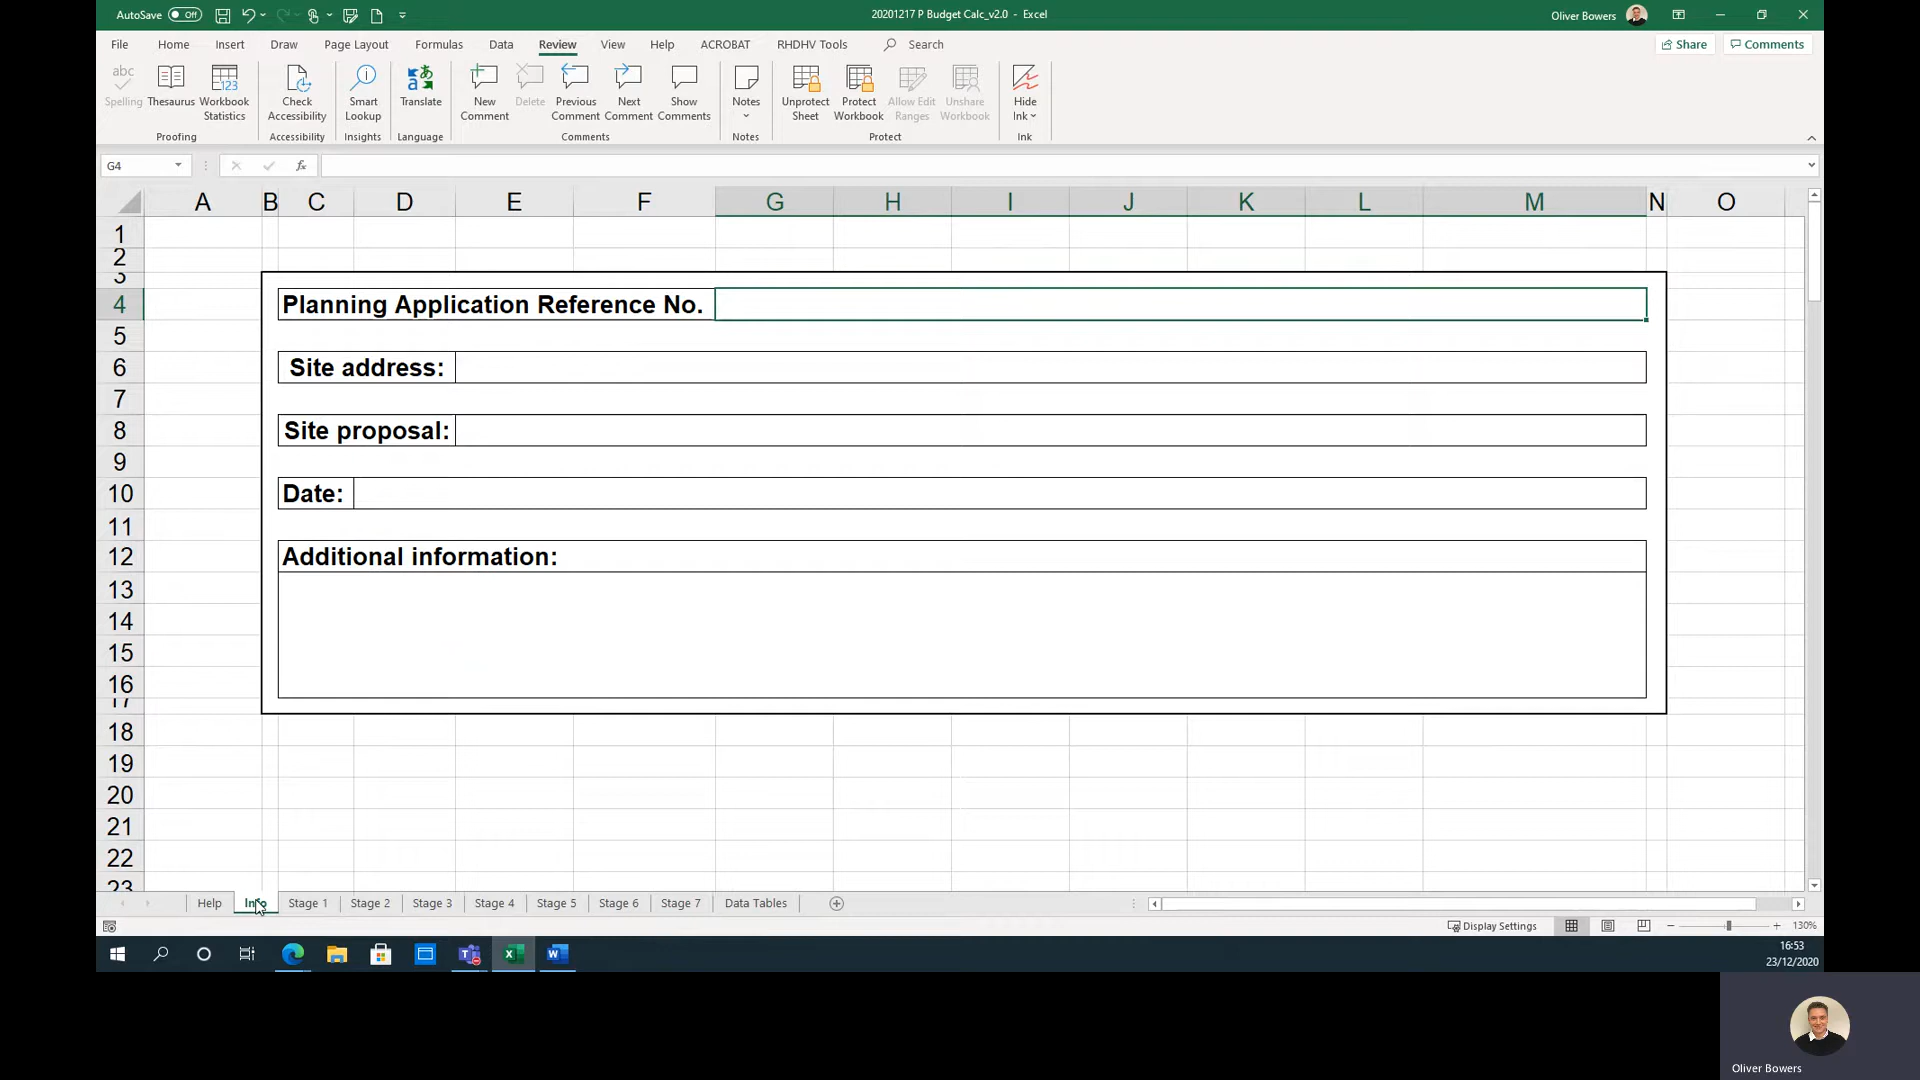 AutoSave Off 20201217 P Budget Calc_v2.0 - Excel Oliver Bowers
File Home Insert Draw Page Layout Formulas Data Review View Help ACROBAT RHDHV Tools Search Share Comments
abc 123
Spelling Thesaurus Workbook Statistics Check Accessibility Smart Lookup Translate New Comment Delete Previous Comment Next Comment Show Comments Notes Unprotect Sheet Protect Workbook Allow Edit Ranges Unshare Workbook Hide Ink
Proofing Accessibility Insights Language Comments Notes Protect Ink
G4 fx
A B C D E F G H I J K L M N O
1
2
3
4 Planning Application Reference No.
5
6 Site address:
7
8 Site proposal:
9
10 Date:
11
12 Additional information:
13
14
15
16
17
18
19
20
21
22
23
Help Info Stage 1 Stage 2 Stage 3 Stage 4 Stage 5 Stage 6 Stage 7 Data Tables
Display Settings 130%
16:53
23/12/2020
Oliver Bowers